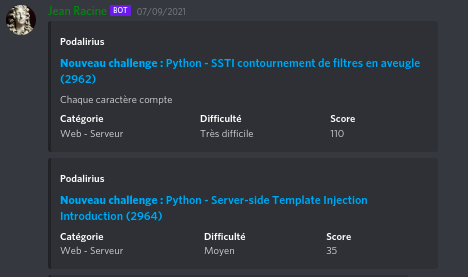 Jean Racine BOT 07/09/2021
Podalirius
Nouveau challenge : Python - SSTI contournement de filtres en aveugle
(2962)
Chaque caractère compte
Catégorie Difficulté Score
Web - Serveur Très difficile 110
Podalirius
Nouveau challenge : Python - Server-side Template Injection
Introduction (2964)
Catégorie Difficulté Score
Web - Serveur Moyen 35